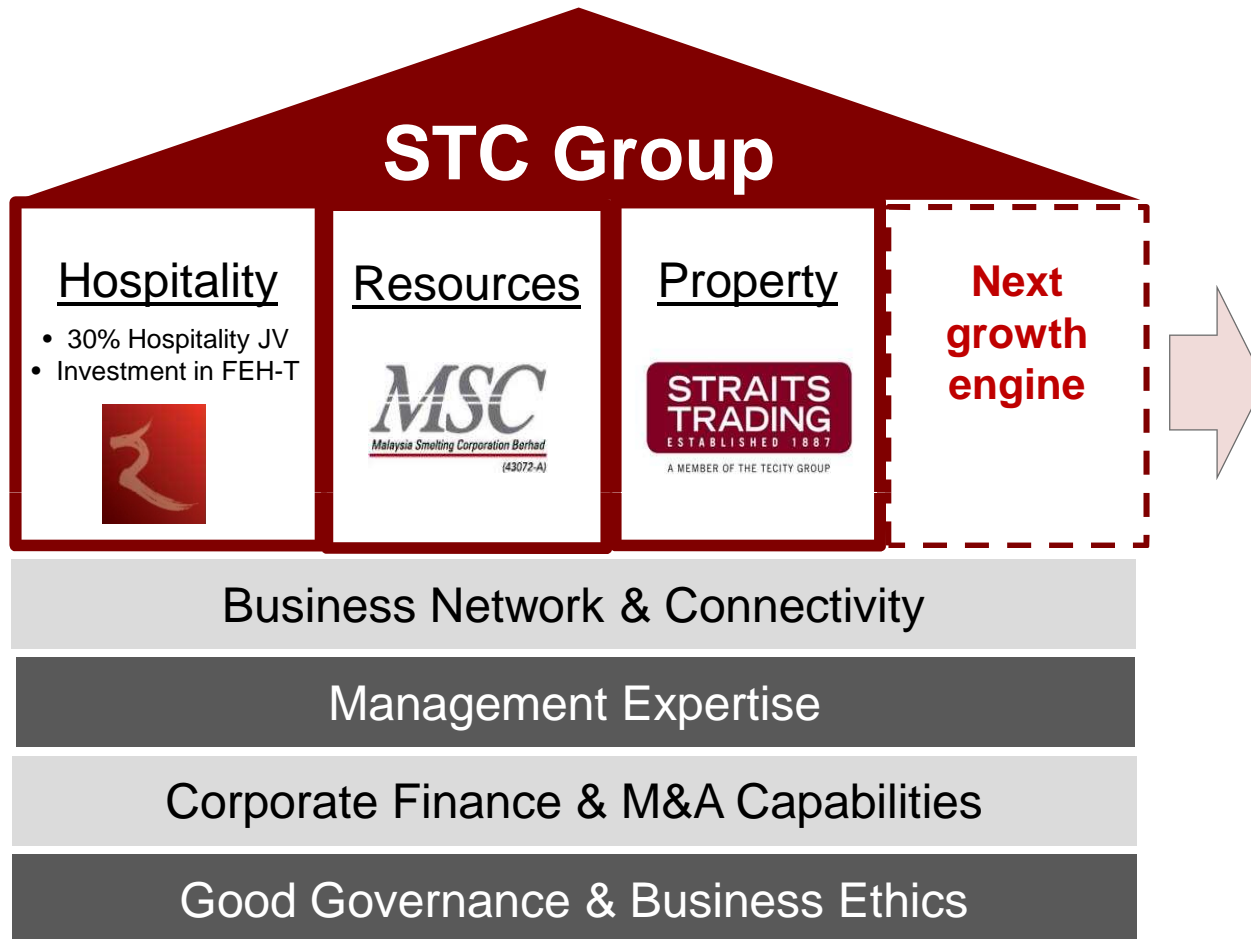 STC Group
Hospitality
• 30% Hospitality JV
• Investment in FEH-T
Resources
MSC
Malaysia Smelting Corporation Berhad
(43072-A)
Property
STRAITS
TRADING
ESTABLISHED 1887
A MEMBER OF THE TECITY GROUP
Next
growth
engine
Business Network & Connectivity
Management Expertise
Corporate Finance & M&A Capabilities
Good Governance & Business Ethics